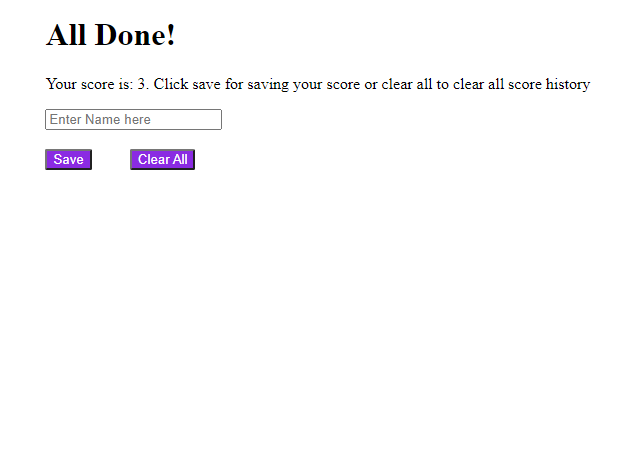 All Done!
Your score is: 3. Click save for saving your score or clear all to clear all score history
Enter Name here
Save Clear All